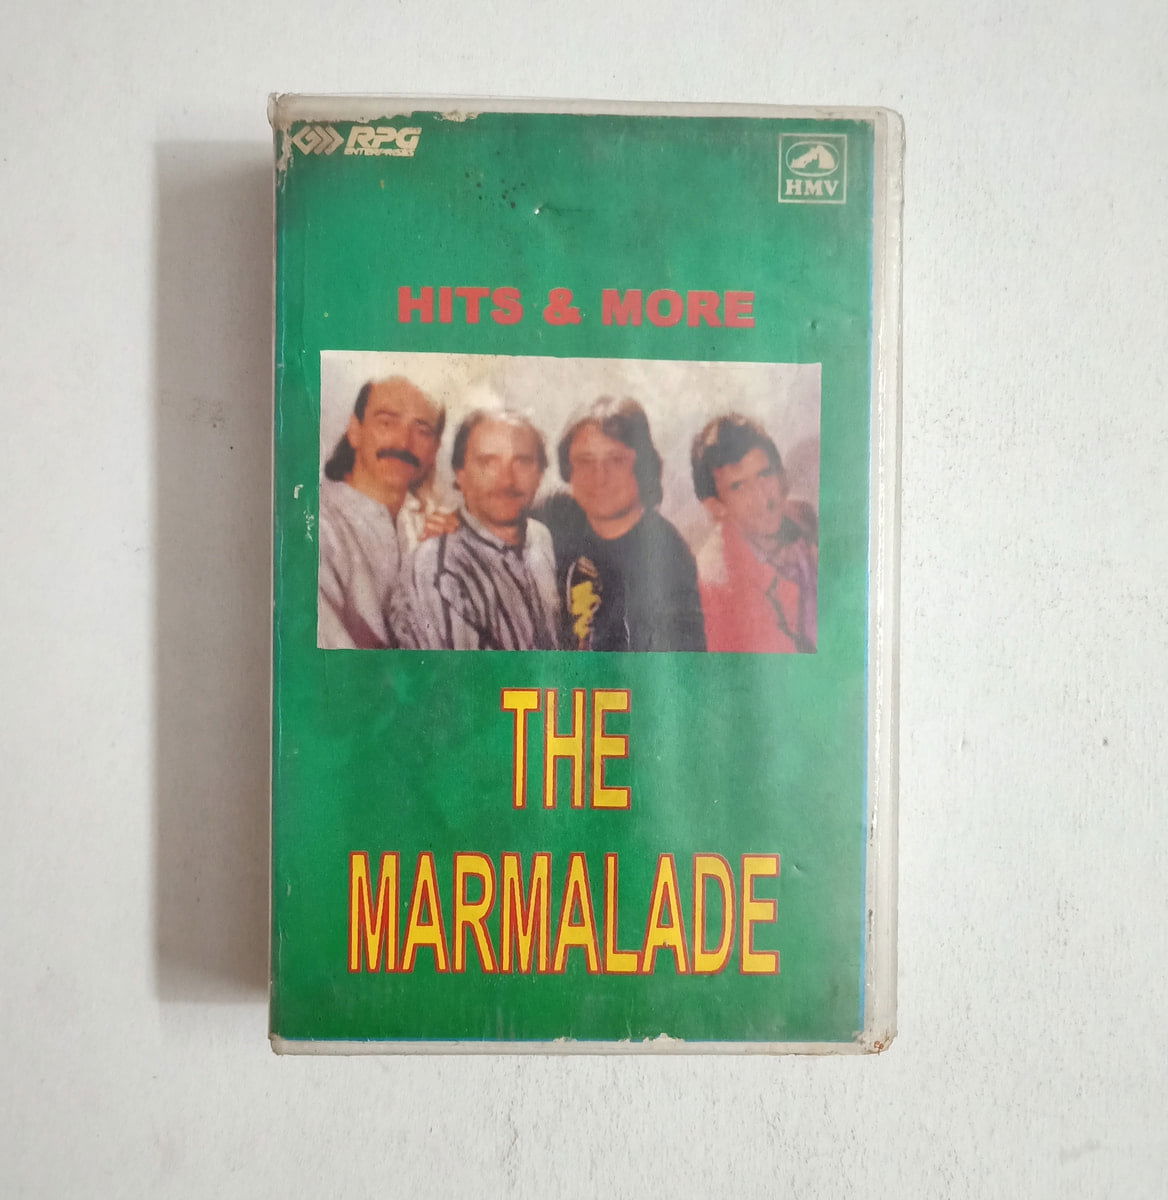 RPG
ENTERPRISES
HMV
HITS & MORE
THE
MARMALADE